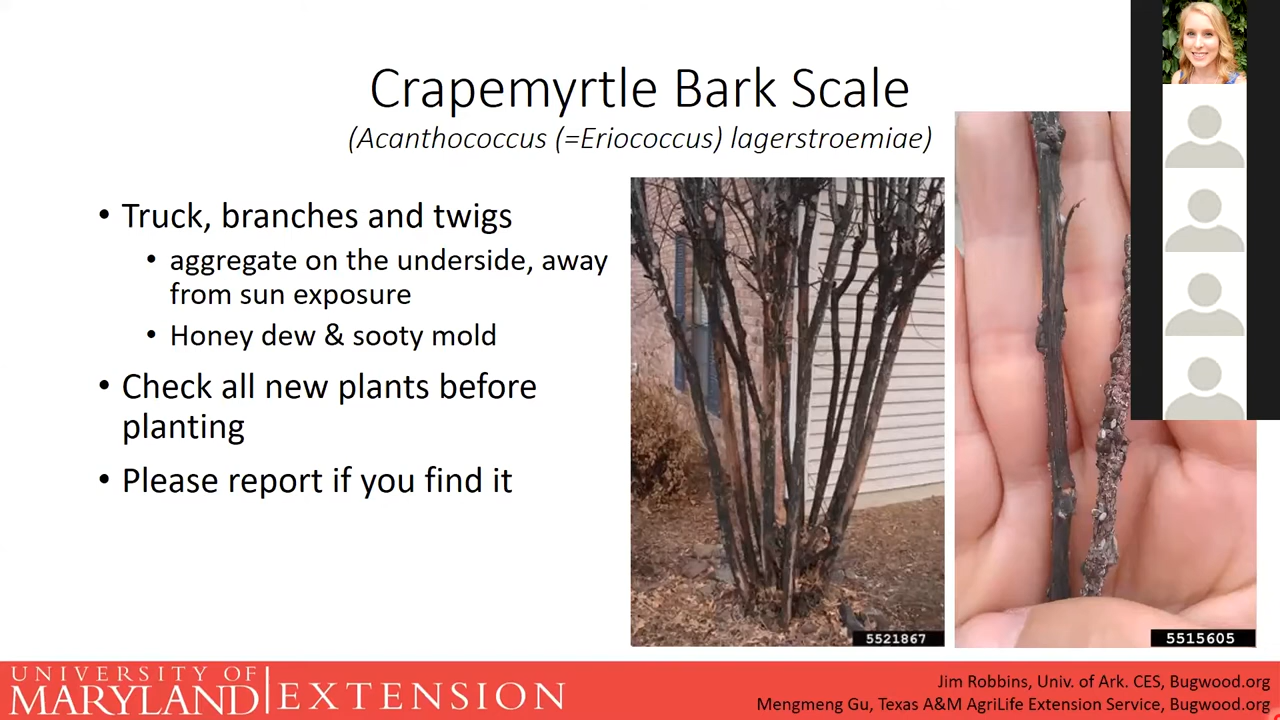 Crapemyrtle Bark Scale
(Acanthococcus (=Eriococcus) lagerstroemiae)
• Truck, branches and twigs
• aggregate on the underside, away
from sun exposure
• Honey dew & sooty mold
• Check all new plants before
planting
• Please report if you find it
5521867
5515605
UNIVERSITY OF
MARYLAND
EXTENSION
Jim Robbins, Univ. of Ark. CES, Bugwood.org
Mengmeng Gu, Texas A&M AgriLife Extension Service, Bugwood.org